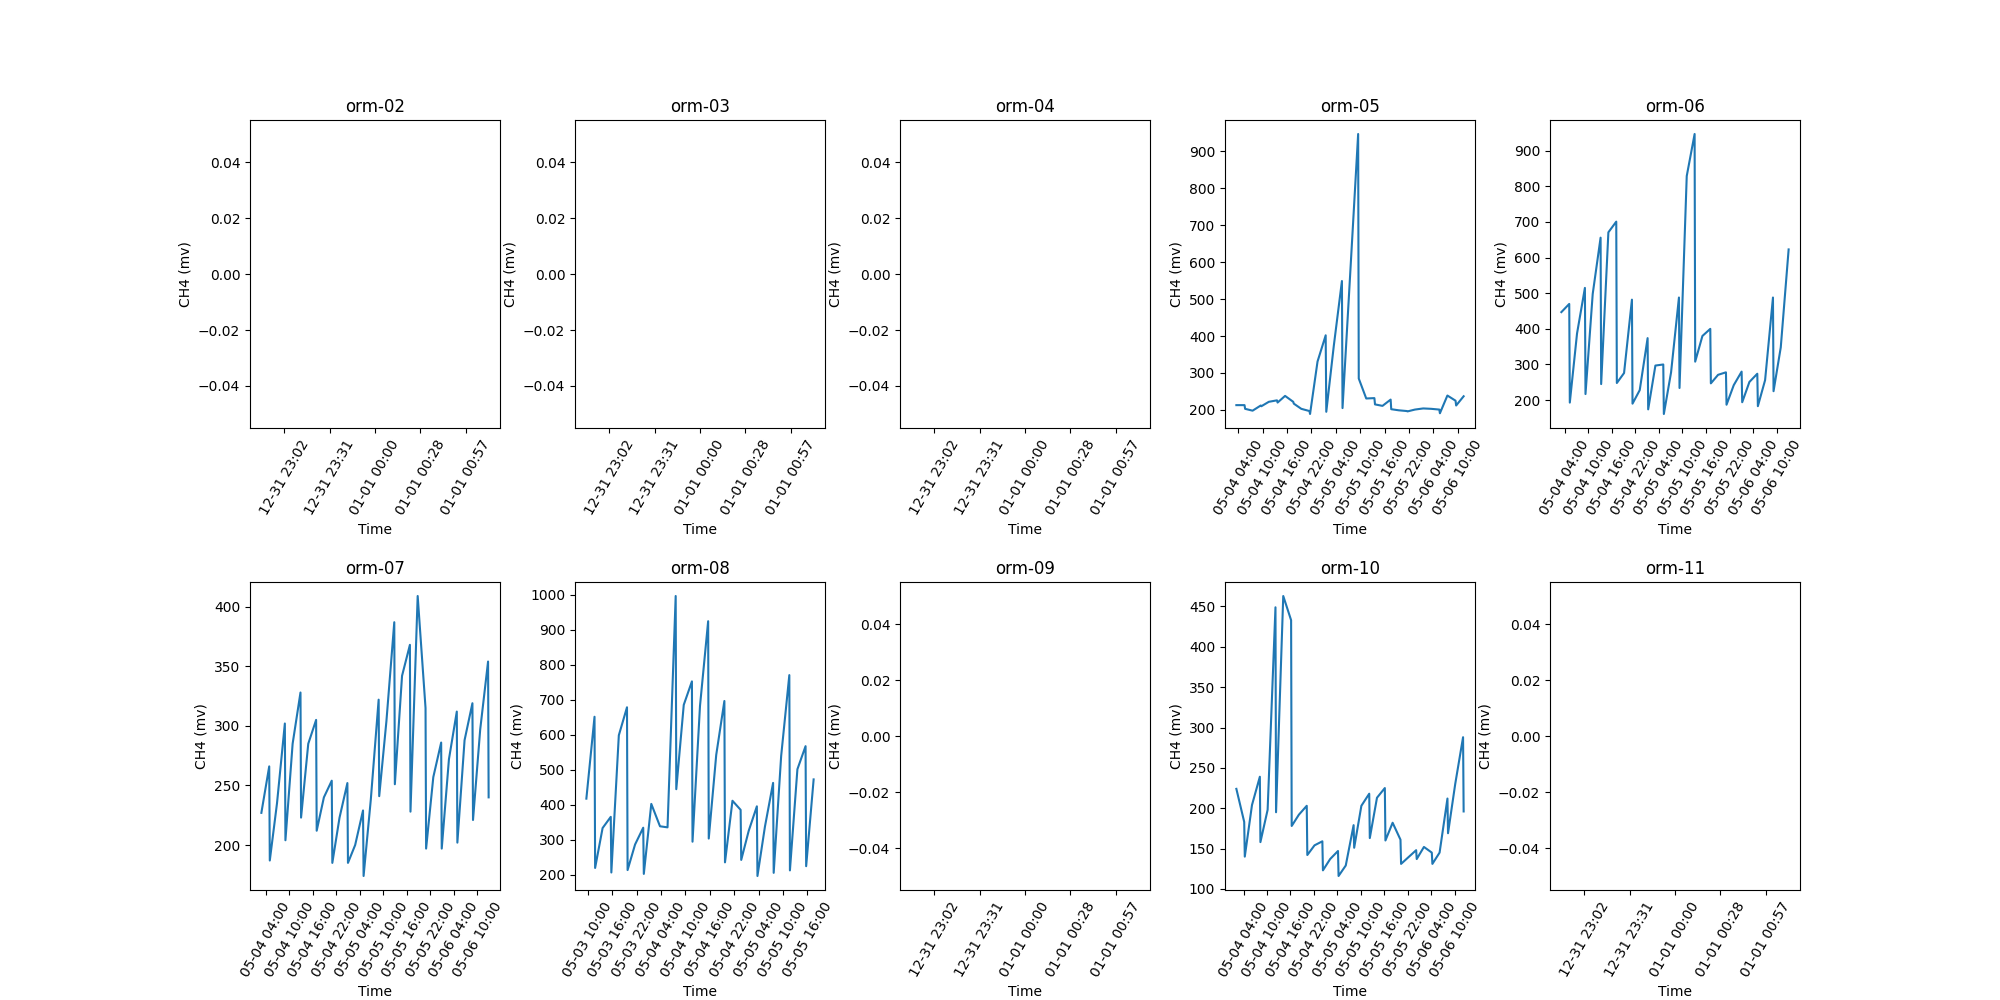 orm-02 orm-03 orm-04 orm-05 orm-06
CH4 (mv)
0.04
0.02
0.00
−0.02
−0.04
12-31 23:02 12-31 23:31 01-01 00:00 01-01 00:28 01-01 00:57
Time
CH4 (mv)
0.04
0.02
0.00
−0.02
−0.04
12-31 23:02 12-31 23:31 01-01 00:00 01-01 00:28 01-01 00:57
Time
CH4 (mv)
0.04
0.02
0.00
−0.02
−0.04
12-31 23:02 12-31 23:31 01-01 00:00 01-01 00:28 01-01 00:57
Time
CH4 (mv)
900
800
700
600
500
400
300
200
05-04 04:00 05-04 10:00 05-04 16:00 05-04 22:00 05-05 04:00 05-05 10:00 05-05 16:00 05-05 22:00 05-06 04:00 05-06 10:00
Time
CH4 (mv)
900
800
700
600
500
400
300
200
05-04 04:00 05-04 10:00 05-04 16:00 05-04 22:00 05-05 04:00 05-05 10:00 05-05 16:00 05-05 22:00 05-06 04:00 05-06 10:00
Time
orm-07 orm-08 orm-09 orm-10 orm-11
CH4 (mv)
400
350
300
250
200
05-04 04:00 05-04 10:00 05-04 16:00 05-04 22:00 05-05 04:00 05-05 10:00 05-05 16:00 05-05 22:00 05-06 04:00 05-06 10:00
Time
CH4 (mv)
1000
900
800
700
600
500
400
300
200
05-03 10:00 05-03 16:00 05-03 22:00 05-04 04:00 05-04 10:00 05-04 16:00 05-04 22:00 05-05 04:00 05-05 10:00 05-05 16:00
Time
CH4 (mv)
0.04
0.02
0.00
−0.02
−0.04
12-31 23:02 12-31 23:31 01-01 00:00 01-01 00:28 01-01 00:57
Time
CH4 (mv)
450
400
350
300
250
200
150
100
05-04 04:00 05-04 10:00 05-04 16:00 05-04 22:00 05-05 04:00 05-05 10:00 05-05 16:00 05-05 22:00 05-06 04:00 05-06 10:00
Time
CH4 (mv)
0.04
0.02
0.00
−0.02
−0.04
12-31 23:02 12-31 23:31 01-01 00:00 01-01 00:28 01-01 00:57
Time